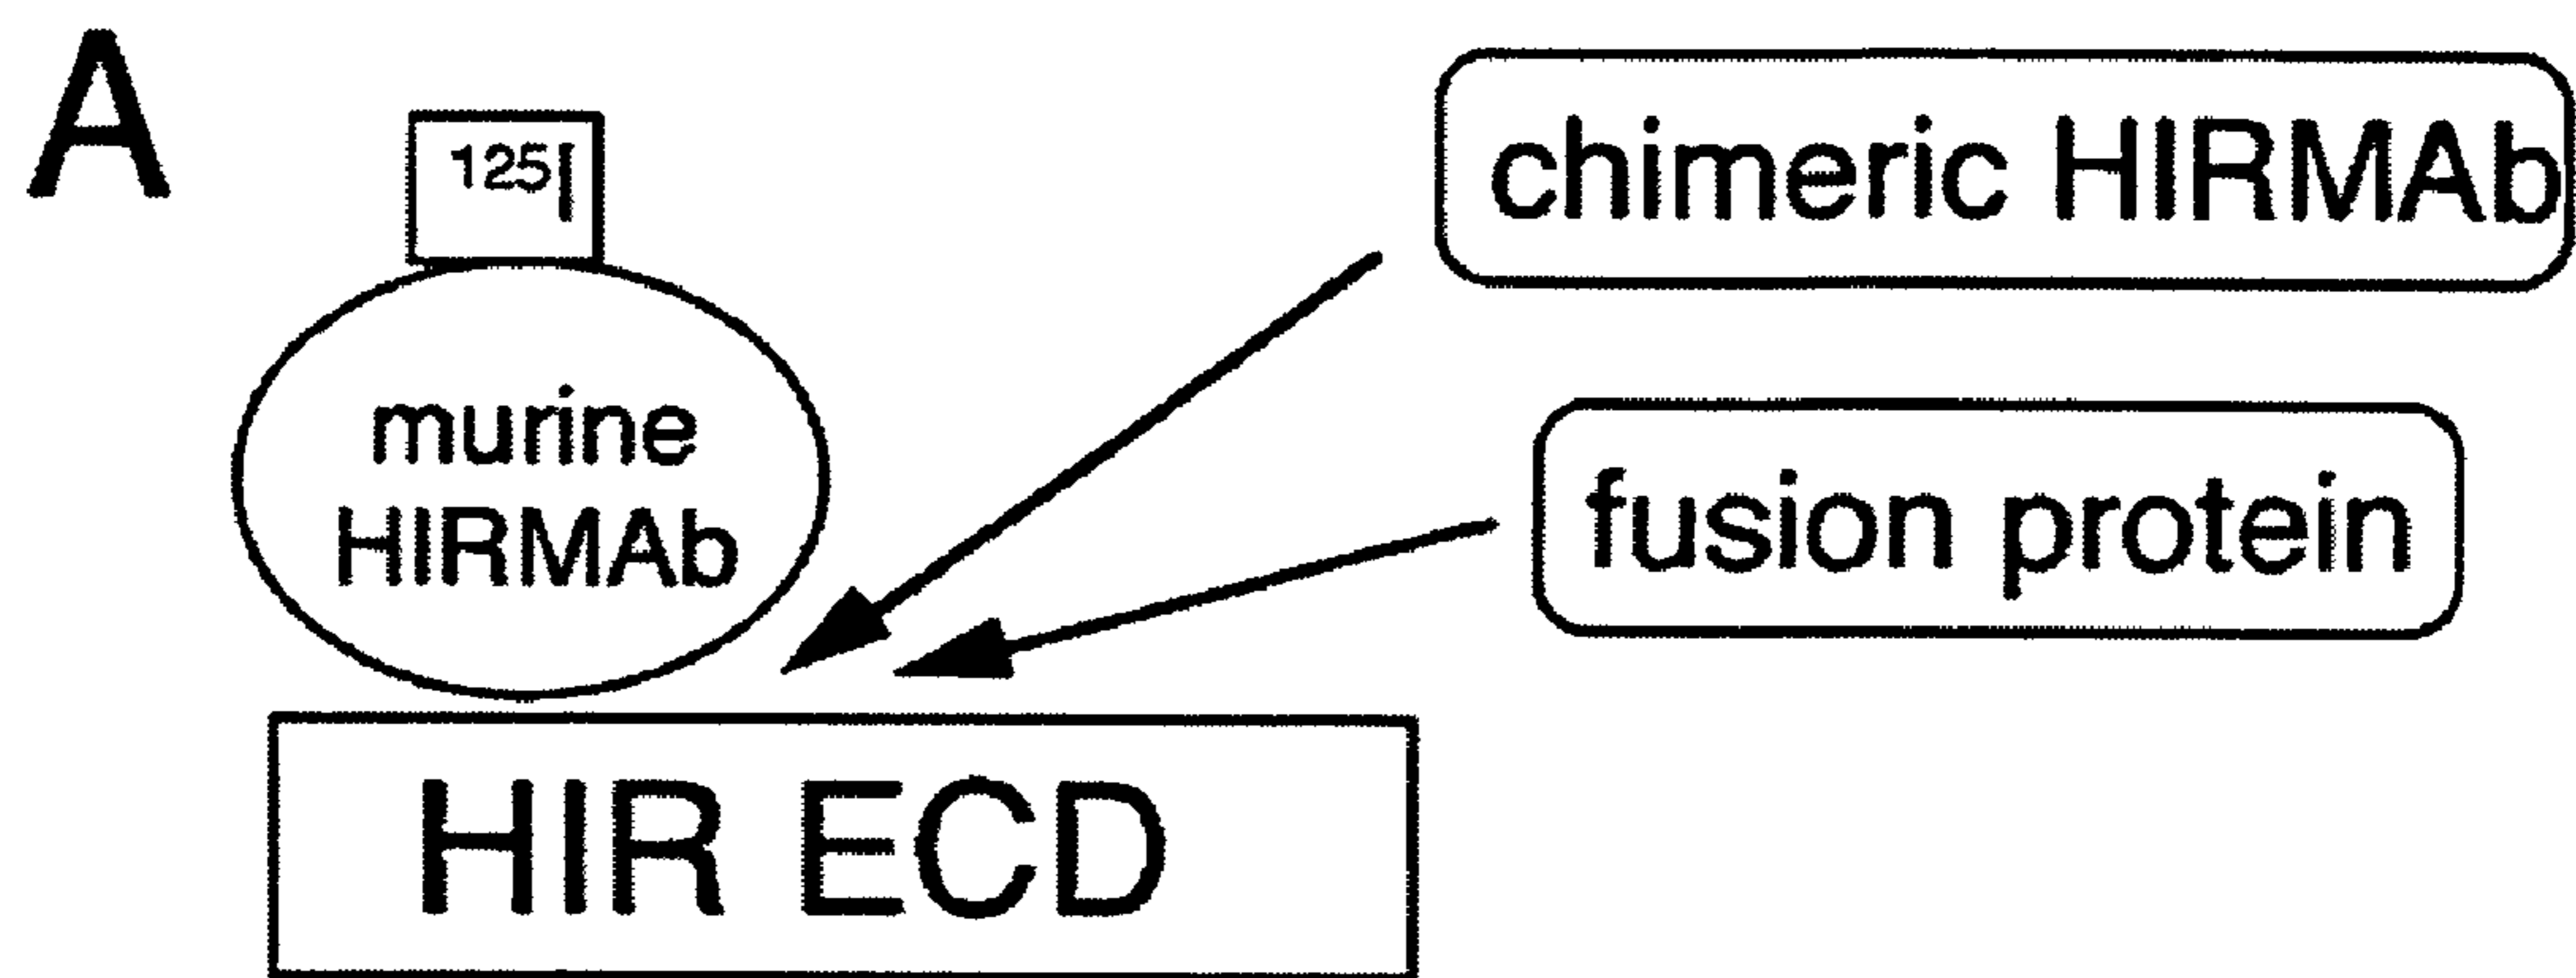 A
125I
chimeric HIRMAb
murine
HIRMAb
fusion protein
HIR ECD